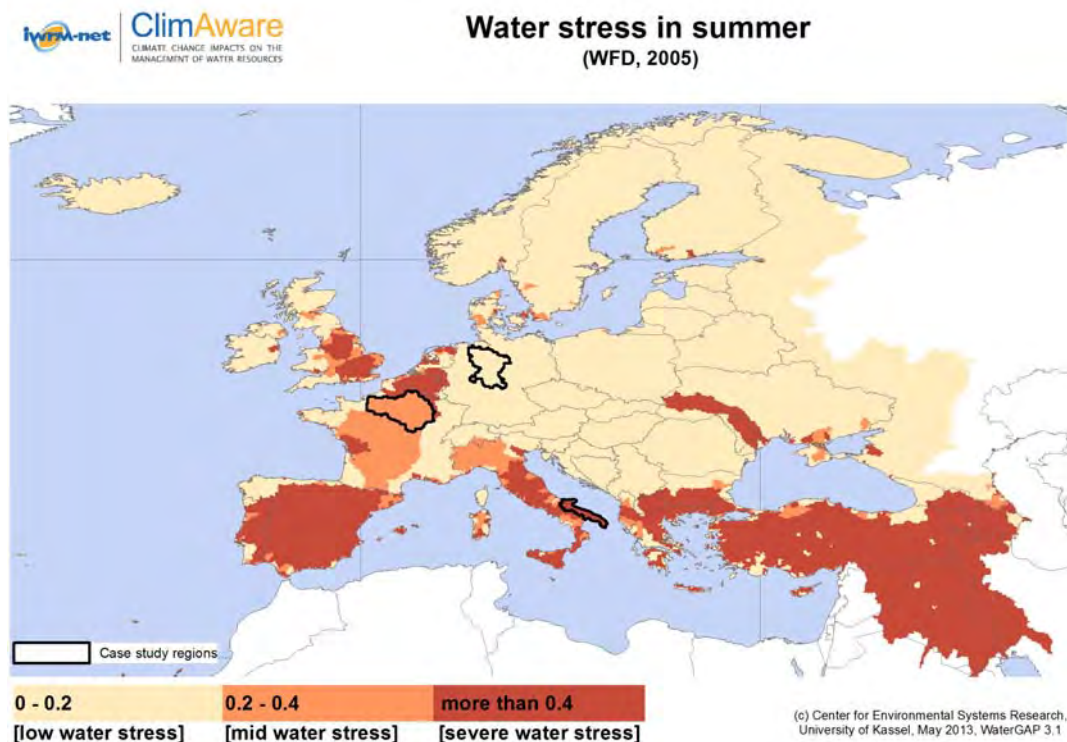 iwrm-net
ClimAware
CLIMATE CHANGE IMPACTS ON THE
MANAGEMENT OF WATER RESOURCES
Water stress in summer
(WFD, 2005)
Case study regions
0 - 0.2
0.2 - 0.4
more than 0.4
[low water stress]
[mid water stress]
[severe water stress]
(c) Center for Environmental Systems Research,
University of Kassel, May 2013, WaterGAP 3.1